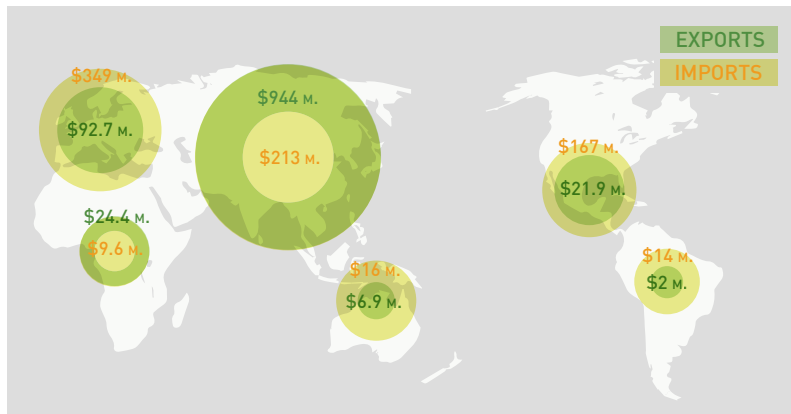 EXPORTS
IMPORTS
$349 M.
$92.7 M.
$944 M.
$213 M.
$167 M.
$21.9 M.
$24.4 M.
$9.6 M.
$16 M.
$6.9 M.
$14 M.
$2 M.